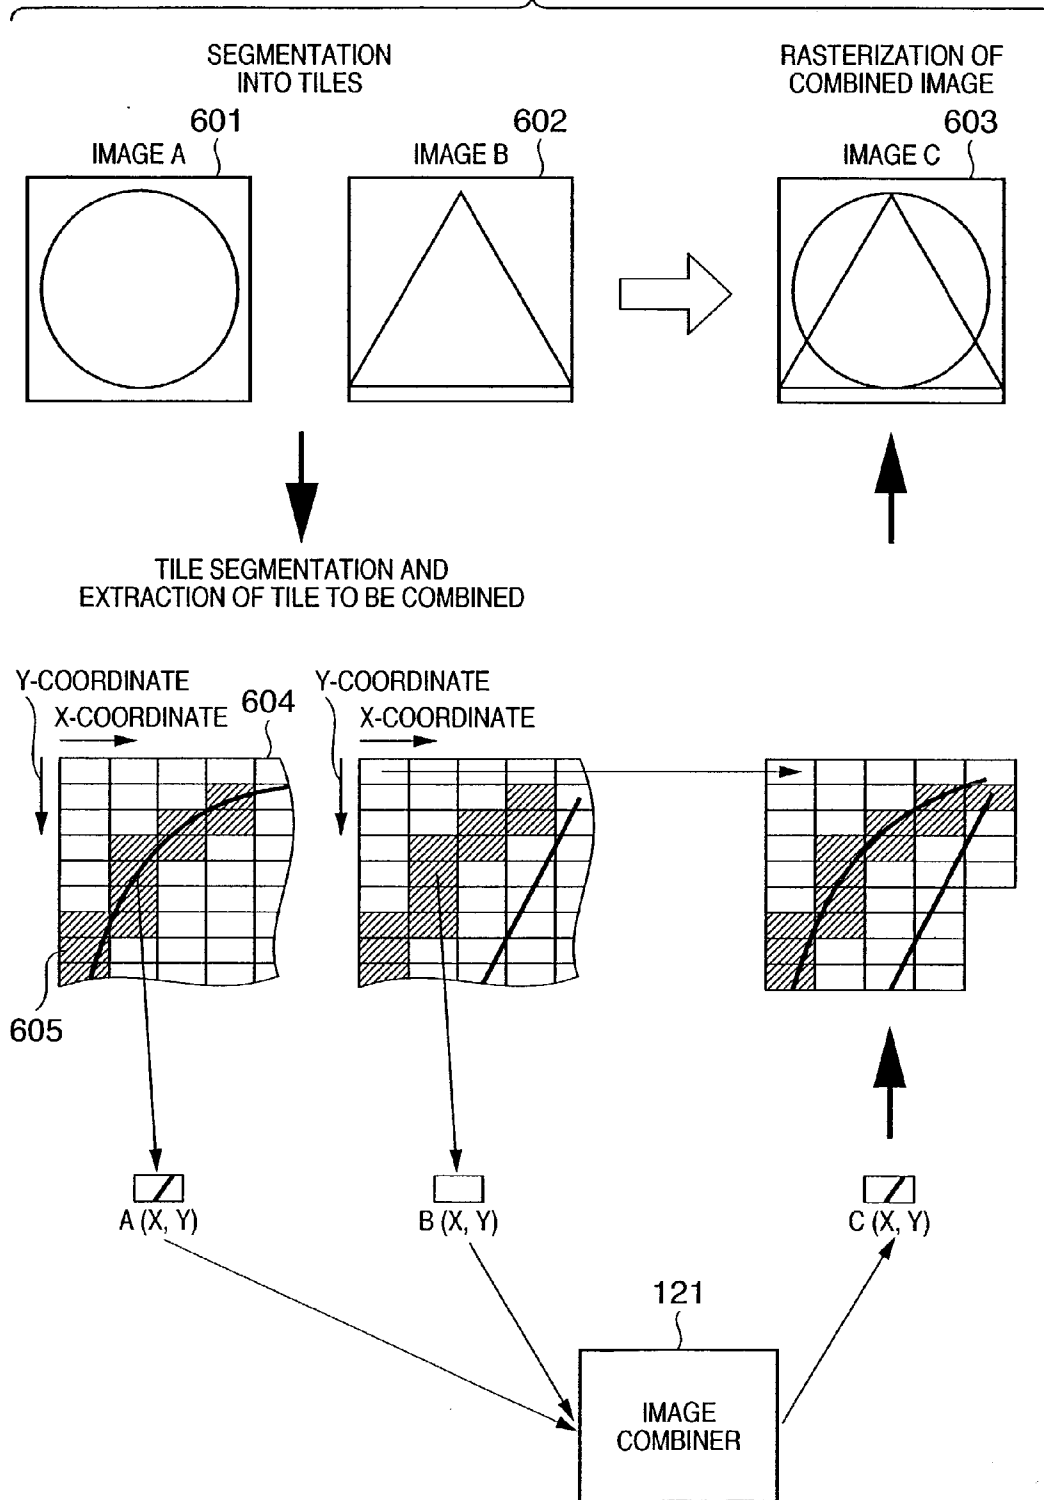 SEGMENTATION
INTO TILES
RASTERIZATION OF
COMBINED IMAGE
601
602
603
IMAGE A
IMAGE B
IMAGE C
TILE SEGMENTATION AND
EXTRACTION OF TILE TO BE COMBINED
Y-COORDINATE
X-COORDINATE
604
Y-COORDINATE
X-COORDINATE
605
A (X, Y)
B (X, Y)
C (X, Y)
121
IMAGE
COMBINER